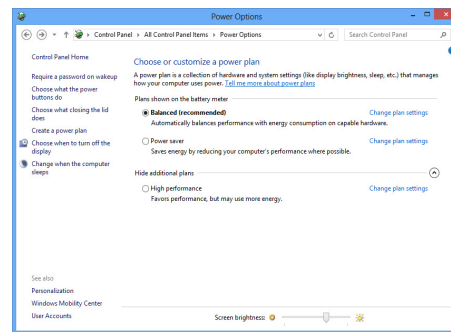 Power Options
Control Panel ▸ All Control Panel Items ▸ Power Options
Search Control Panel
Control Panel Home
Require a password on wakeup
Choose what the power
buttons do
Choose what closing the lid
does
Create a power plan
Choose when to turn off the
display
Change when the computer
sleeps
Choose or customize a power plan
A power plan is a collection of hardware and system settings (like display brightness, sleep, etc.) that manages
how your computer uses power. Tell me more about power plans
Plans shown on the battery meter
Balanced (recommended) Change plan settings
Automatically balances performance with energy consumption on capable hardware.
Power saver Change plan settings
Saves energy by reducing your computer's performance where possible.
Hide additional plans
High performance Change plan settings
Favors performance, but may use more energy.
See also
Personalization
Windows Mobility Center
User Accounts
Screen brightness: